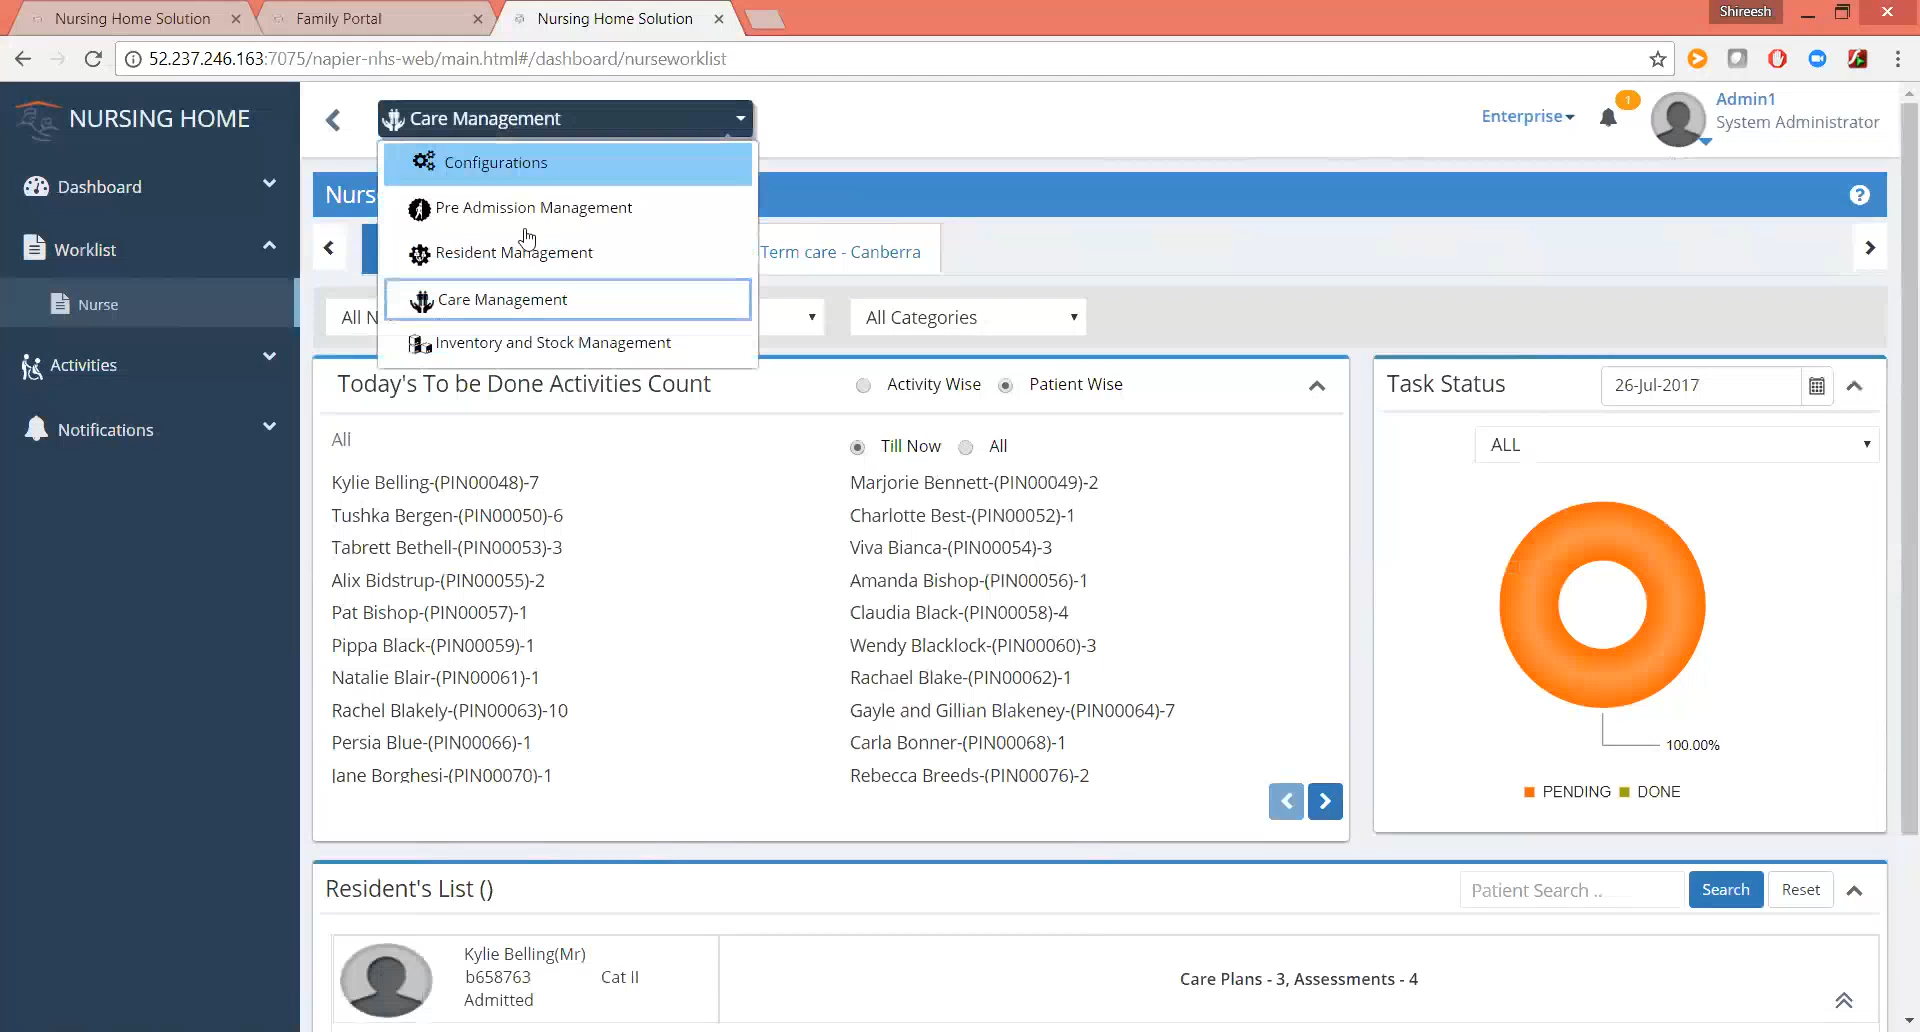 Nursing Home Solution
Family Portal
Nursing Home Solution
Shireesh
52.237.246.163:7075/napier-nhs-web/main.html#/dashboard/nurseworklist
NURSING HOME
Dashboard
Worklist
Nurse
Activities
Notifications
Care Management
Configurations
Pre Admission Management
Resident Management
Care Management
Inventory and Stock Management
Enterprise
1
Admin1
System Administrator
Nurs
Term care - Canberra
All N
All Categories
Today's To be Done Activities Count
Activity Wise
Patient Wise
All
Till Now
All
Kylie Belling-(PIN00048)-7
Marjorie Bennett-(PIN00049)-2
Tushka Bergen-(PIN00050)-6
Charlotte Best-(PIN00052)-1
Tabrett Bethell-(PIN00053)-3
Viva Bianca-(PIN00054)-3
Alix Bidstrup-(PIN00055)-2
Amanda Bishop-(PIN00056)-1
Pat Bishop-(PIN00057)-1
Claudia Black-(PIN00058)-4
Pippa Black-(PIN00059)-1
Wendy Blacklock-(PIN00060)-3
Natalie Blair-(PIN00061)-1
Rachael Blake-(PIN00062)-1
Rachel Blakely-(PIN00063)-10
Gayle and Gillian Blakeney-(PIN00064)-7
Persia Blue-(PIN00066)-1
Carla Bonner-(PIN00068)-1
Jane Borghesi-(PIN00070)-1
Rebecca Breeds-(PIN00076)-2
Task Status
26-Jul-2017
ALL
100.00%
PENDING
DONE
Resident's List ()
Patient Search ..
Search
Reset
Kylie Belling(Mr)
b658763 Cat II
Admitted
Care Plans - 3, Assessments - 4